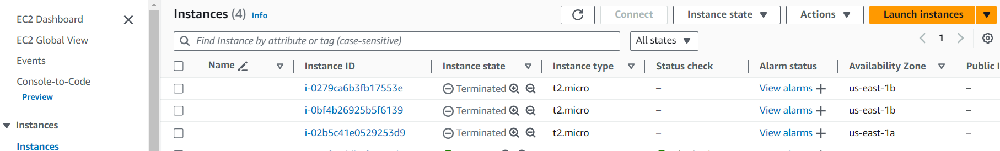 EC2 Dashboard
EC2 Global View
Events
Console-to-Code
Preview
Instances
Instances
Instances (4) Info
Connect
Instance state
Actions
Launch instances
Find Instance by attribute or tag (case-sensitive)
All states
1
Name Instance ID Instance state Instance type Status check Alarm status Availability Zone Public I
i-0279ca6b3fb17553e Terminated t2.micro – View alarms + us-east-1b –
i-0bf4b26925b5f6139 Terminated t2.micro – View alarms + us-east-1b –
i-02b5c41e0529253d9 Terminated t2.micro – View alarms + us-east-1a –